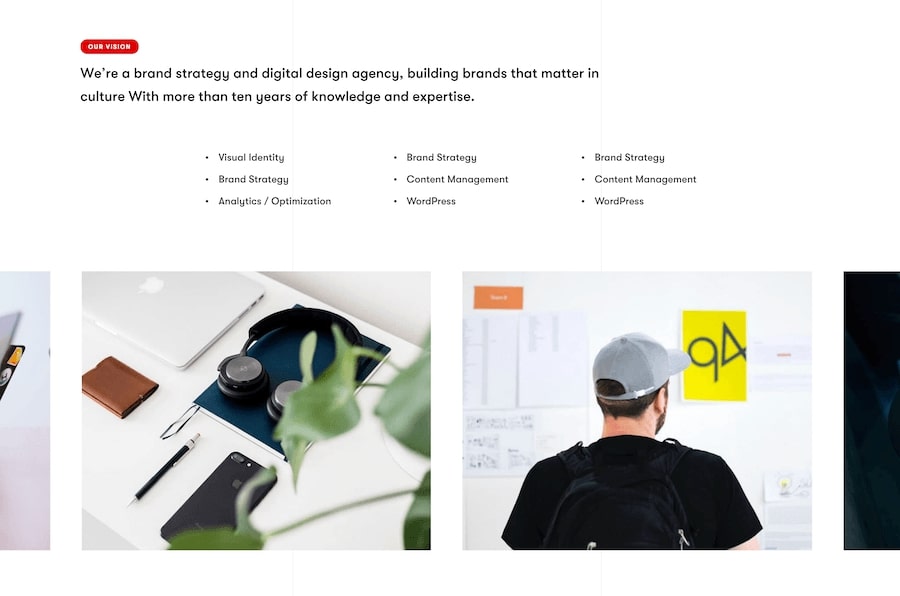 OUR VISION
We’re a brand strategy and digital design agency, building brands that matter in
culture With more than ten years of knowledge and expertise.
• Visual Identity
• Brand Strategy
• Analytics / Optimization
• Brand Strategy
• Content Management
• WordPress
• Brand Strategy
• Content Management
• WordPress
94